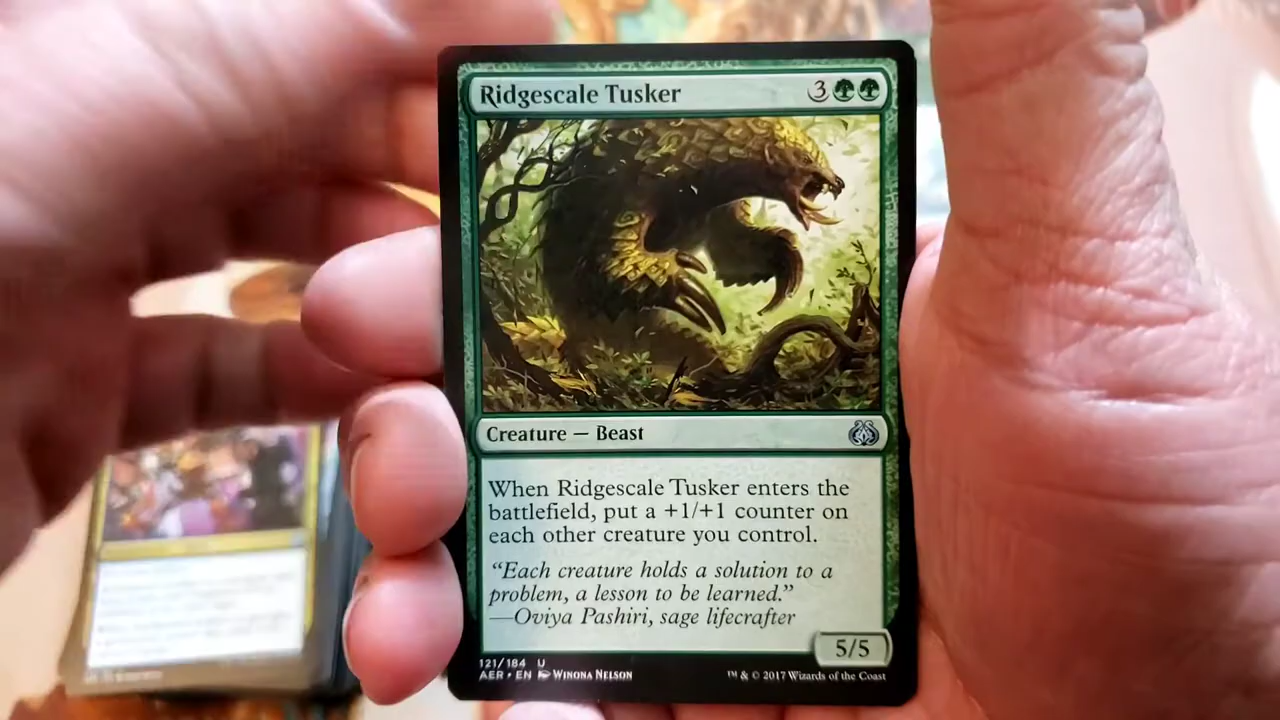 Ridgescale Tusker 3
Creature — Beast
When Ridgescale Tusker enters the
battlefield, put a +1/+1 counter on
each other creature you control.
“Each creature holds a solution to a
problem, a lesson to be learned.”
—Oviya Pashiri, sage lifecrafter
5/5
121/184 U
AER • EN Winona Nelson ™ & © 2017 Wizards of the Coast